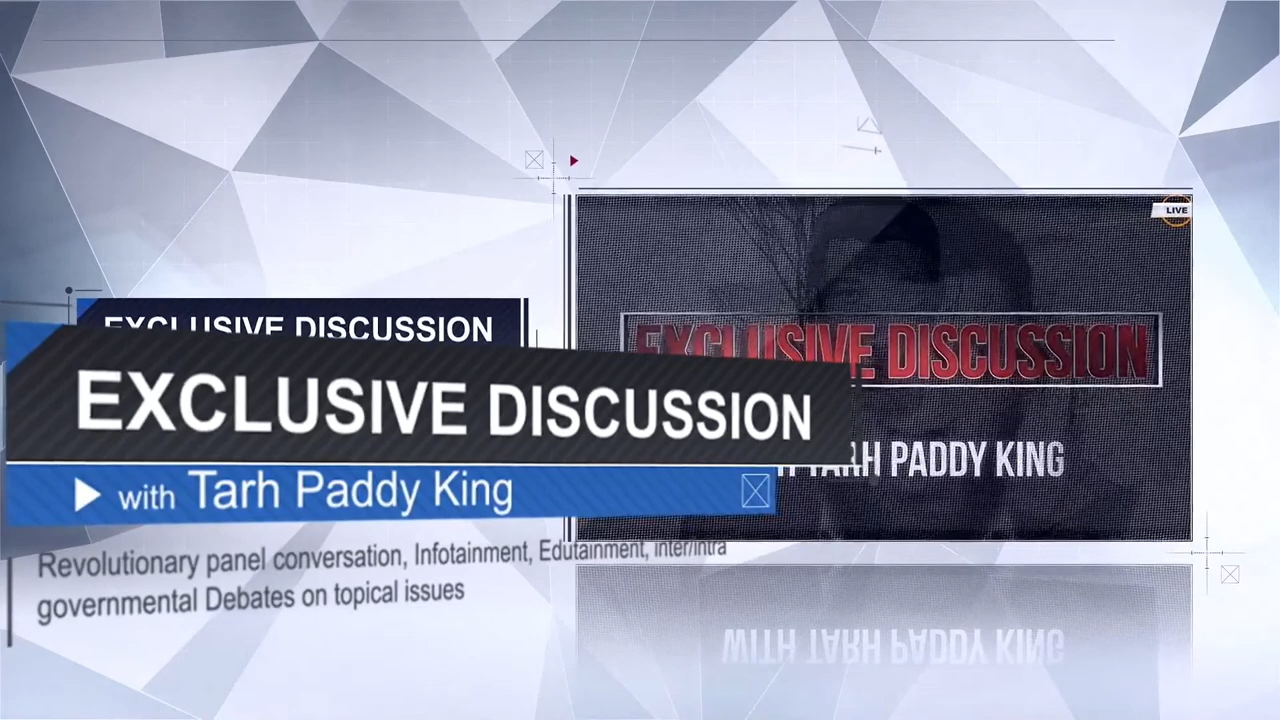 LIVE
EXCLUSIVE DISCUSSION
EXCLUSIVE DISCUSSION
EXCLUSIVE DISCUSSION
with Tarh Paddy King
TARH PADDY KING
Revolutionary panel conversation, Infotainment, Edutainment, Inter/intra
governmental Debates on topical issues
WITH TARH PADDY KING